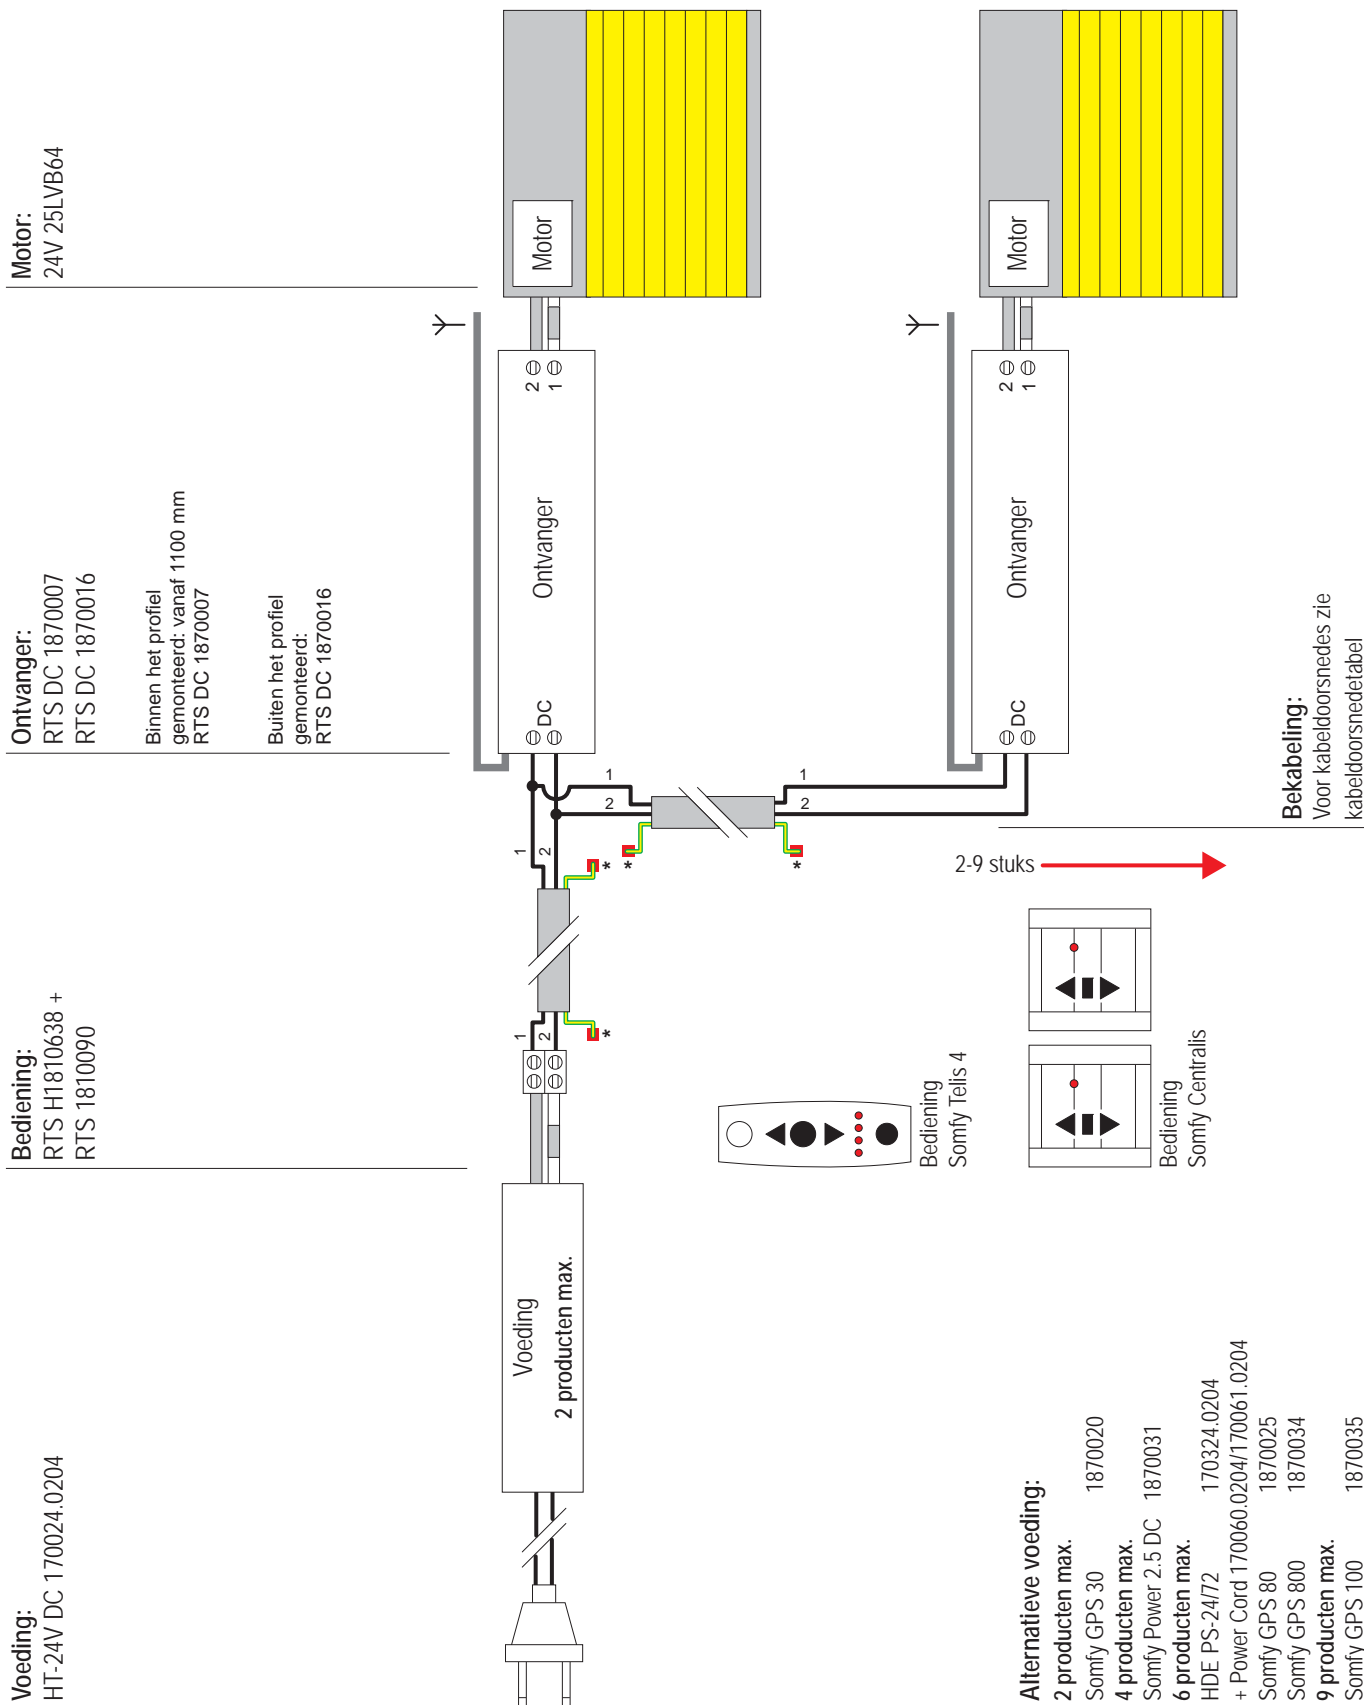 Voeding:
HT-24V DC 170024.0204
Bediening:
RTS H1810638 +
RTS 1810090
Ontvanger:
RTS DC 1870007
RTS DC 1870016
Binnen het profiel
gemonteerd: vanaf 1100 mm
RTS DC 1870007
Buiten het profiel
gemonteerd:
RTS DC 1870016
Motor:
24V 25LVB64
Voeding
2 producten max.
1
2
*
1
2
*
DC
Ontvanger
2
1
Motor
1
2
*
1
2
*
DC
Ontvanger
2
1
Motor
2-9 stuks
Bediening
Somfy Telis 4
Bediening
Somfy Centralis
Bekabeling:
Voor kabeldoorsnedes zie
kabeldoorsnedetabel
Alternatieve voeding:
2 producten max.
Somfy GPS 30 1870020
4 producten max.
Somfy Power 2.5 DC 1870031
6 producten max.
HDE PS-24/72 170324.0204
+ Power Cord 170060.0204/170061.0204
Somfy GPS 80 1870025
Somfy GPS 800 1870034
9 producten max.
Somfy GPS 100 1870035